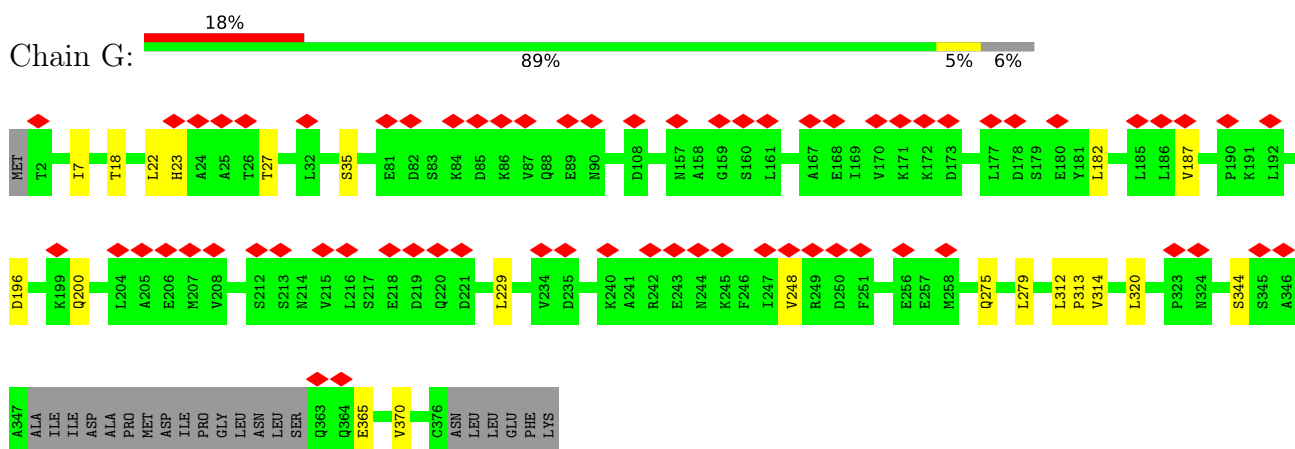 18%
Chain G:
89% 5% 6%
MET T2 I7 T18 L22 H23 A24 A25 T26 T27 L32 S35 E81 D82 S83 K84 D85 K86 V87 Q88 E89 N90 D108 N157 A158 G159 S160 L161 A167 E168 I169 V170 K171 K172 D173 L177 D178 S179 E180 Y181 L182 L185 L186 V187 P190 K191 L192
D196 K199 Q200 L204 A205 E206 M207 V208 S212 S213 N214 V215 L216 S217 E218 D219 Q220 D221 L229 V234 D235 K240 A241 R242 E243 N244 K245 F246 I247 V248 R249 D250 F251 E256 E257 M258 Q275 L279 L312 P313 V314 L320 P323 N324 S344 S345 A346
A347 ALA ILE ILE ASP ALA PRO MET ASP ILE PRO GLY LEU ASN LEU SER Q363 Q364 E365 V370 C376 ASN LEU LEU GLU PHE LYS